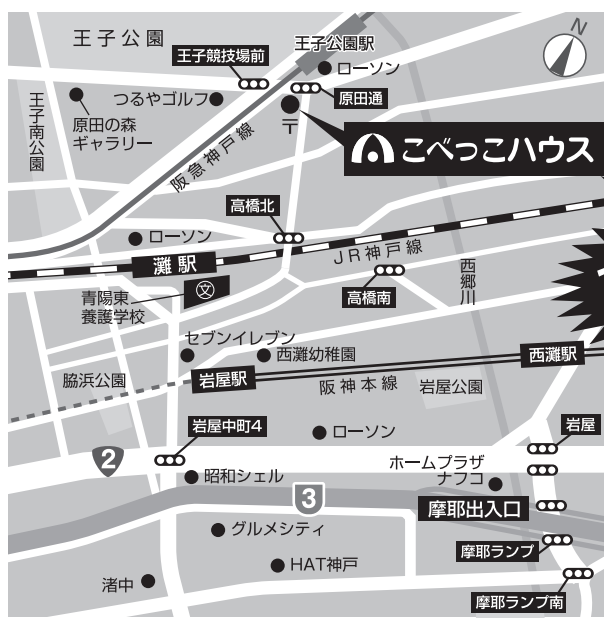 王子公園
王子競技場前
王子公園駅
N
ローソン
つるやゴルフ
原田通
王子南公園
原田の森
ギャラリー
〒
こべっこハウス
阪急神戸線
高橋北
ローソン
灘駅
JR神戸線
文
青陽東
養護学校
高橋南
西郷川
セブンイレブン
西灘幼稚園
西灘駅
脇浜公園
岩屋駅
阪神本線
岩屋公園
岩屋中町4
ローソン
岩屋
2
昭和シェル
ホームプラザ
ナフコ
3
摩耶出入口
グルメシティ
摩耶ランプ
HAT神戸
渚中
摩耶ランプ南